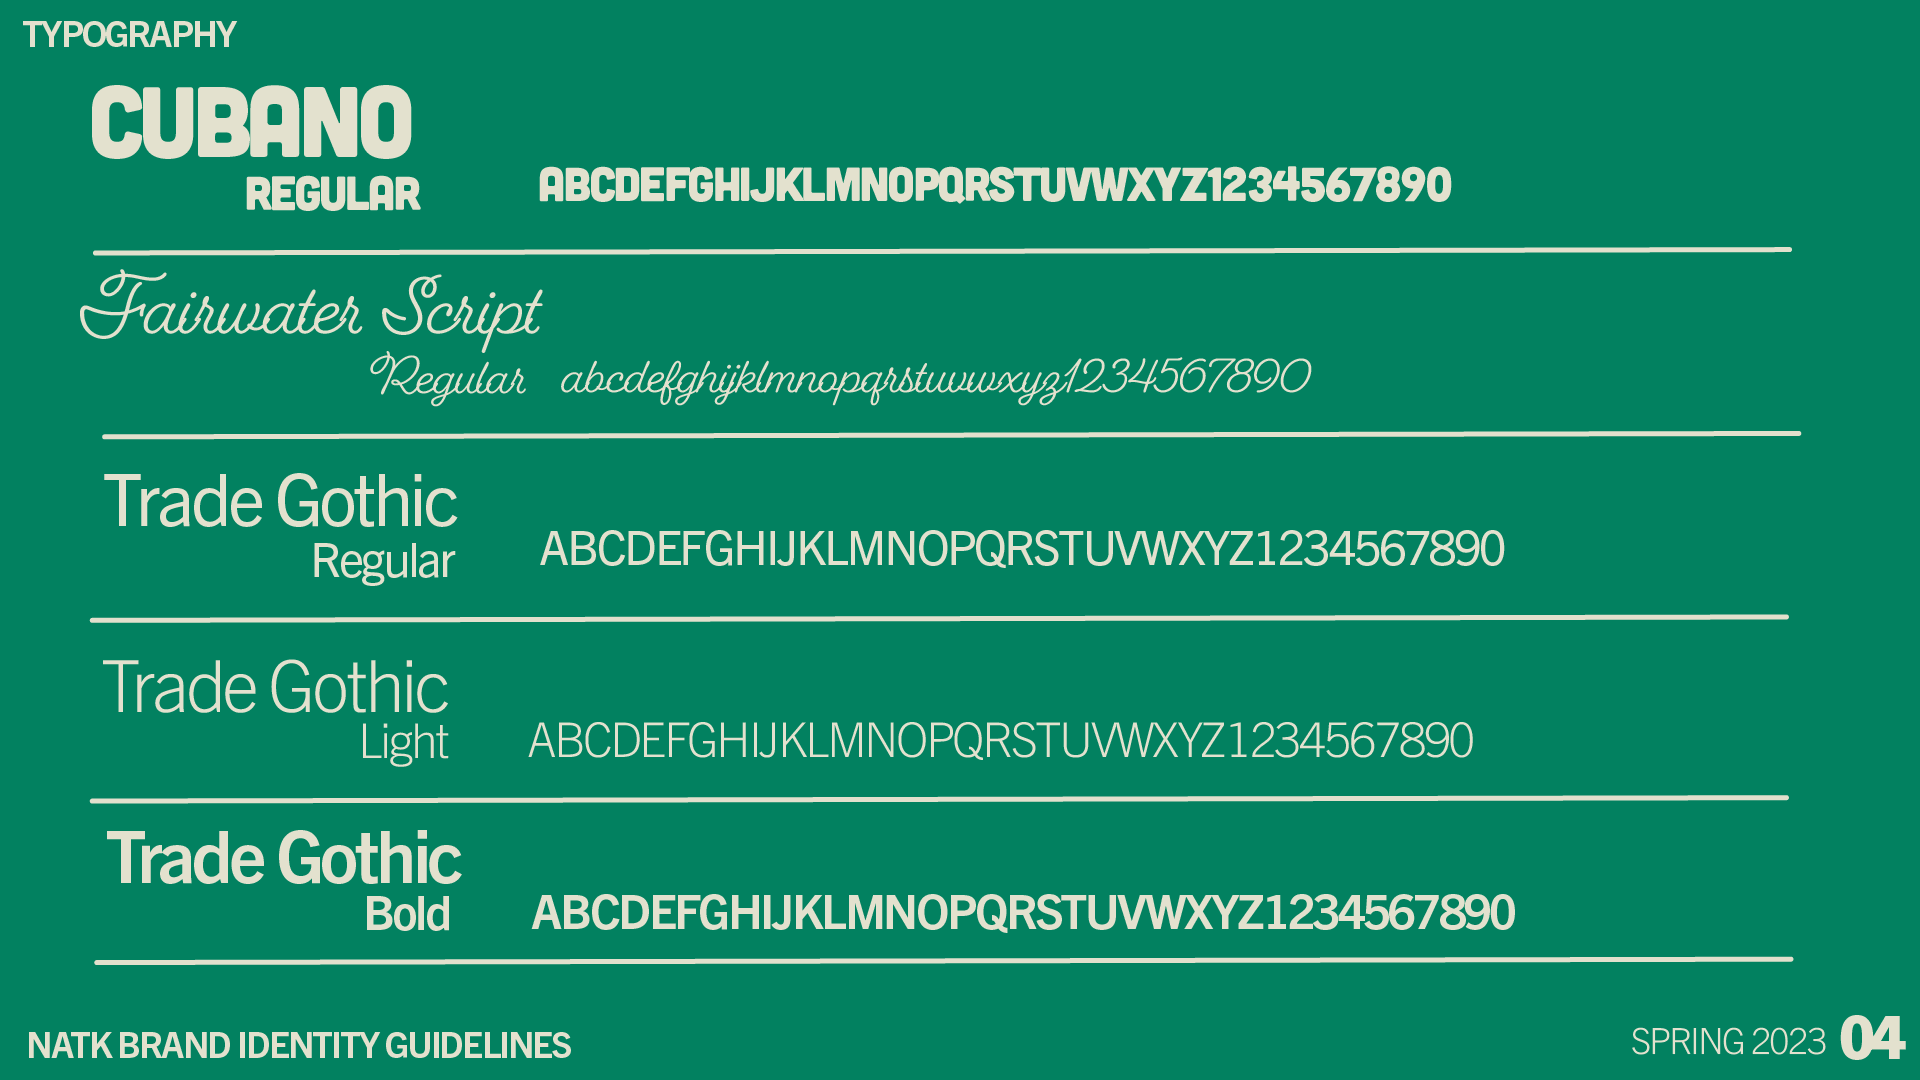 TYPOGRAPHY
CUBANO
REGULAR
ABCDEFGHIJKLMNOPQRSTUVWXYZ1234567890
Fairwater Script
Regular
abcdefghijklmnopqrstuvwxyz1234567890
Trade Gothic
Regular
ABCDEFGHIJKLMNOPQRSTUVWXYZ1234567890
Trade Gothic
Light
ABCDEFGHIJKLMNOPQRSTUVWXYZ1234567890
Trade Gothic
Bold
ABCDEFGHIJKLMNOPQRSTUVWXYZ1234567890
NATK BRAND IDENTITY GUIDELINES
SPRING 2023 04